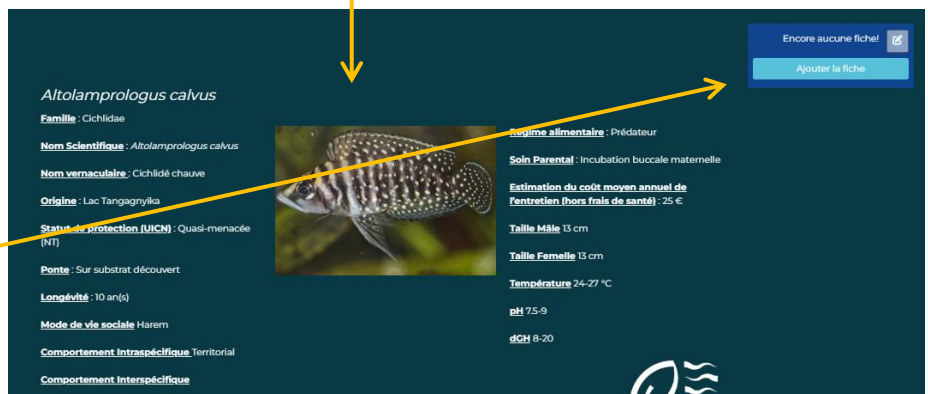 Encore aucune fiche!
Ajouter la fiche
Altolamprologus calvus
Famille : Cichlidae
Nom Scientifique : Altolamprologus calvus
Nom vernaculaire : Cichlidé chauve
Origine : Lac Tangagnyika
Statut de protection (UICN) : Quasi-menacée
(NT)
Ponte : Sur substrat découvert
Longévité : 10 an(s)
Mode de vie sociale Harem
Comportement Intraspécifique Territorial
Comportement Interspécifique
Régime alimentaire : Prédateur
Soin Parental : Incubation buccale maternelle
Estimation du coût moyen annuel de
l'entretien (hors frais de santé) : 25 €
Taille Mâle 13 cm
Taille Femelle 13 cm
Température 24-27 °C
pH 7.5-9
dGH 8-20